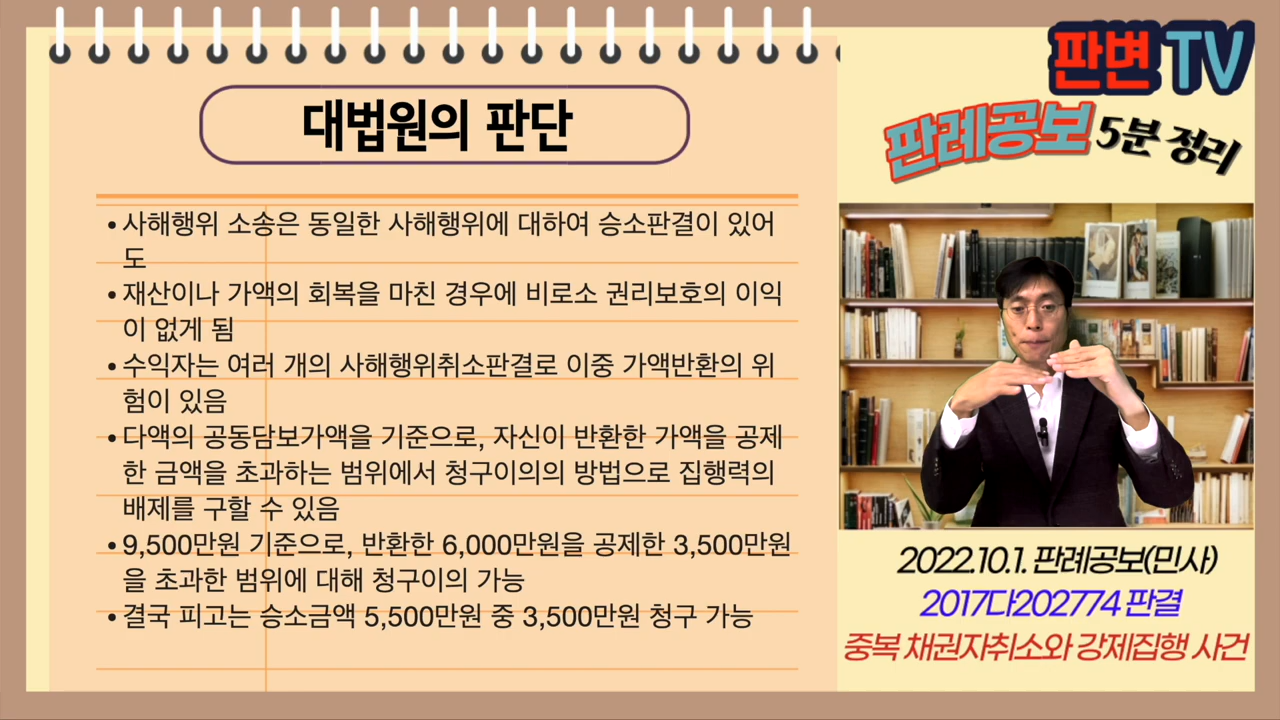 대법원의 판단
• 사해행위 소송은 동일한 사해행위에 대하여 승소판결이 있어
도
• 재산이나 가액의 회복을 마친 경우에 비로소 권리보호의 이익
이 없게 됨
• 수익자는 여러 개의 사해행위취소판결로 이중 가액반환의 위
험이 있음
• 다액의 공동담보가액을 기준으로, 자신이 반환한 가액을 공제
한 금액을 초과하는 범위에서 청구이의의 방법으로 집행력의
배제를 구할 수 있음
• 9,500만원 기준으로, 반환한 6,000만원을 공제한 3,500만원
을 초과한 범위에 대해 청구이의 가능
• 결국 피고는 승소금액 5,500만원 중 3,500만원 청구 가능
판변 TV
판례공보 5분 정리
2022.10.1. 판례공보(민사)
2017다202774 판결
중복 채권자취소와 강제집행 사건